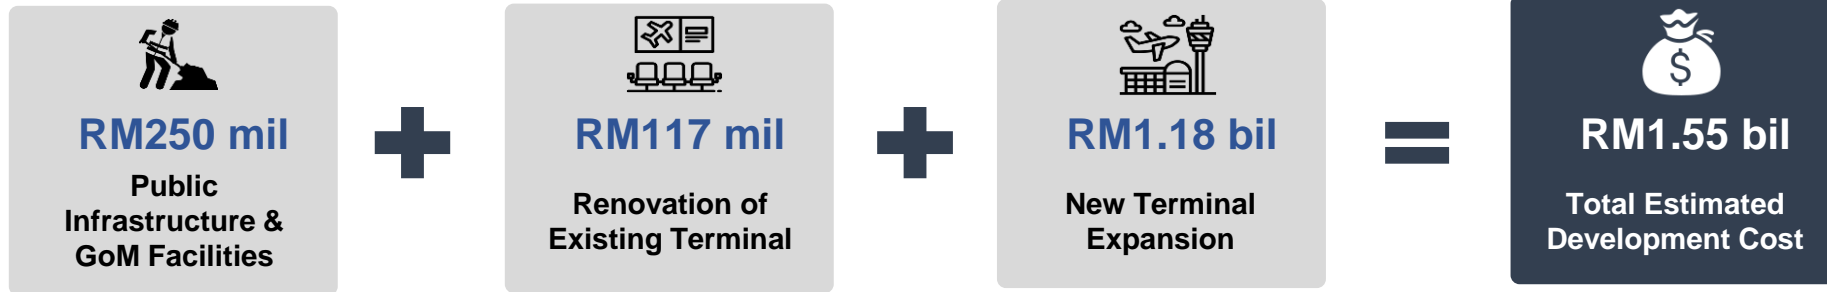 RM250 mil
Public
Infrastructure &
GoM Facilities
RM117 mil
Renovation of
Existing Terminal
RM1.18 bil
New Terminal
Expansion
$
RM1.55 bil
Total Estimated
Development Cost